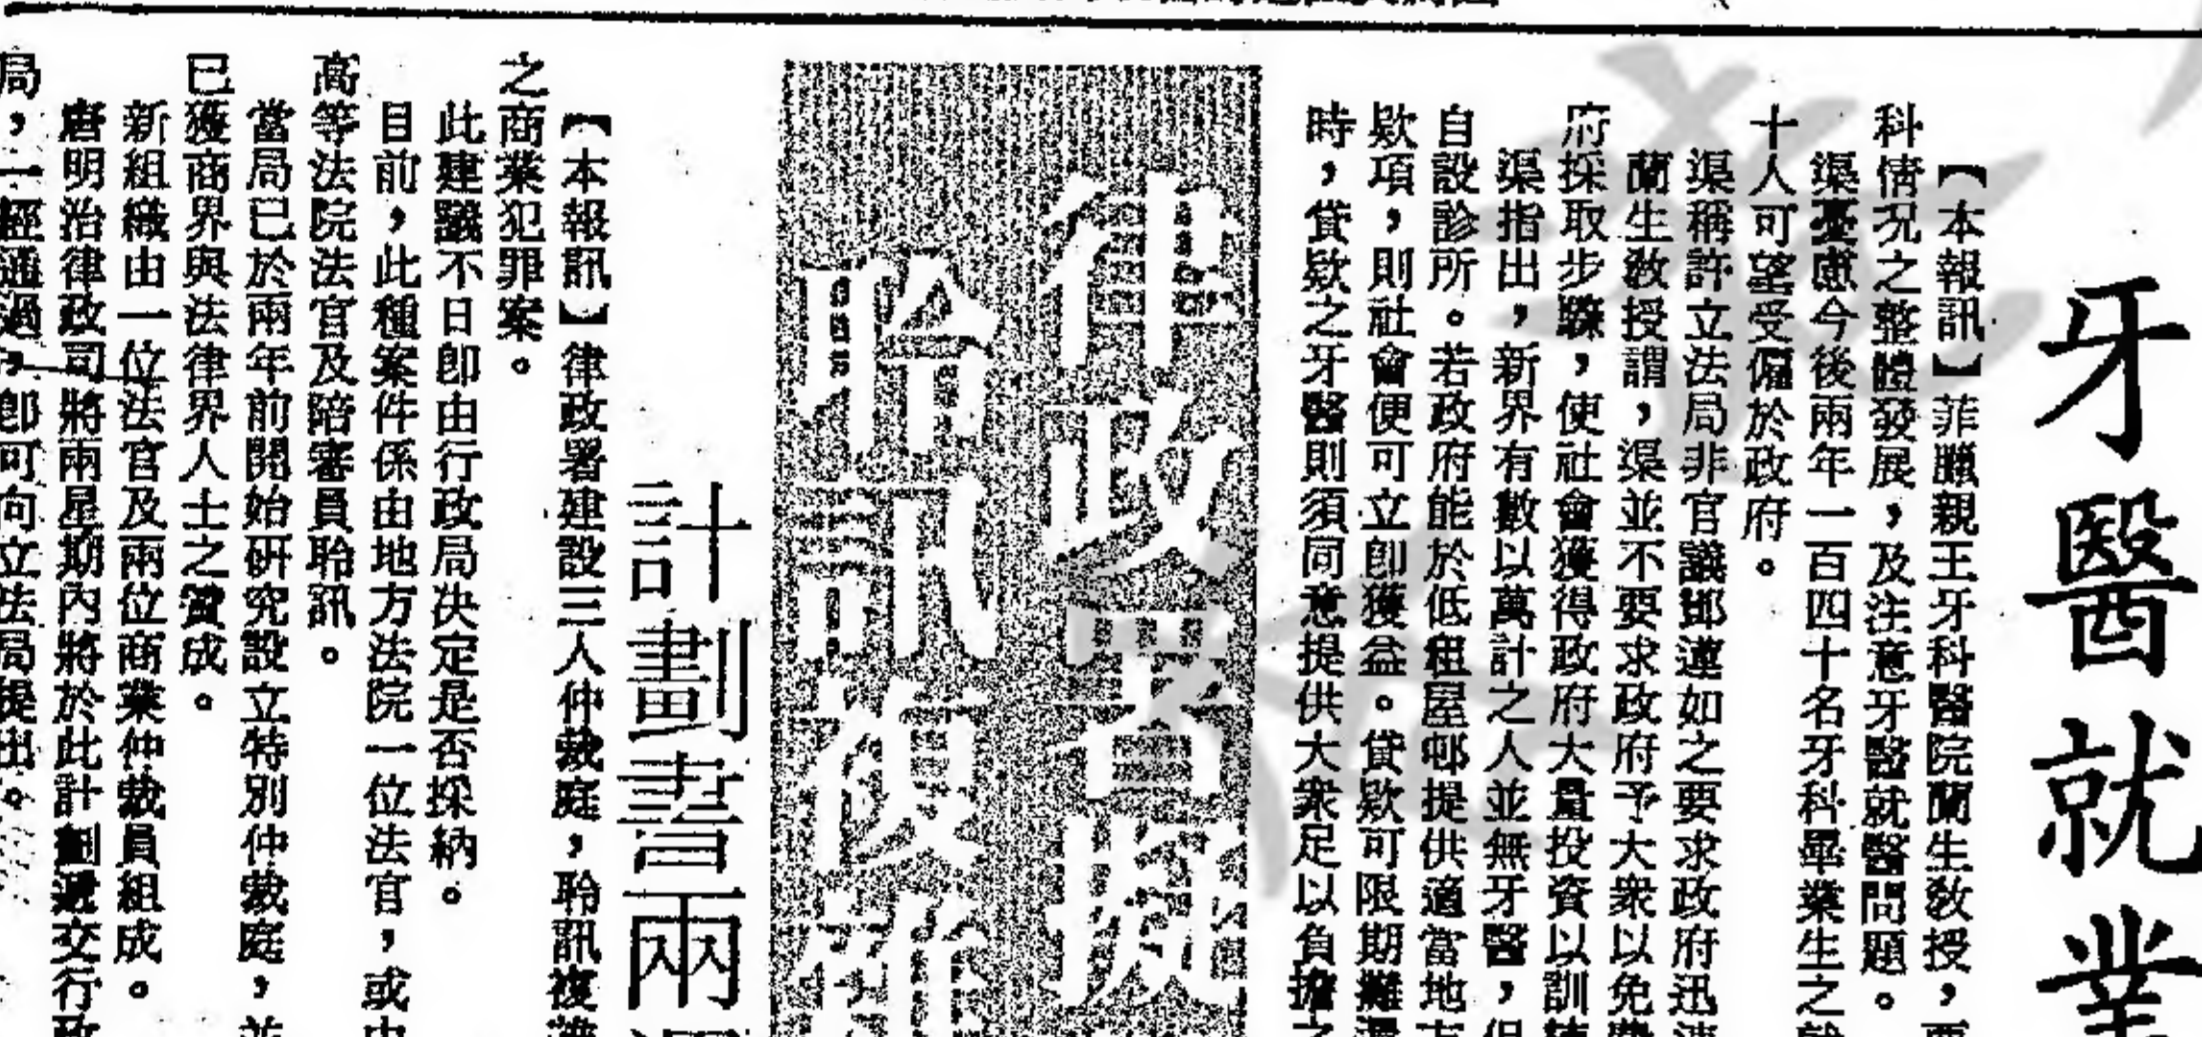 牙醫就業
【本報訊】菲臘親王牙科醫院蘭生敎授，要
科情况之整體發展，及注意牙醫就醫問題。
渠憂慮今後兩年一百四十名牙科畢業生之
十人可望受僱於政府。
渠稱許立法局非官議鄧蓮如之要求政府迅速
蘭生敎授謂，渠並不要求政府予大衆以免費
府採取步驟，使社會獲得政府大量投資以訓練
渠指出，新界有數以萬計之人並無牙醫，但
自設診所。若政府能於低租屋邨提供適當地方
欵項，則社會便可立卽獲益。貸欵可限期攤還
時，貸欵之牙醫則須同意提供大衆足以負擔之
律政署擬
聆訊複雜
計劃書兩週
【本報訊】律政署建設三人仲裁庭，聆訊複雜
之商業犯罪案。
此建議不日卽由行政局決定是否採納。
目前，此種案件係由地方法院一位法官，或由
高等法院法官及陪審員聆訊。
當局已於兩年前開始硏究設立特別仲裁庭，並
已獲商界與法律界人士之贊成。
新組織由一位法官及兩位商業仲裁員組成。
唐明治律政司將兩星期內將於此計劃遞交行政
局，一經通過，卽可向立法局提出。